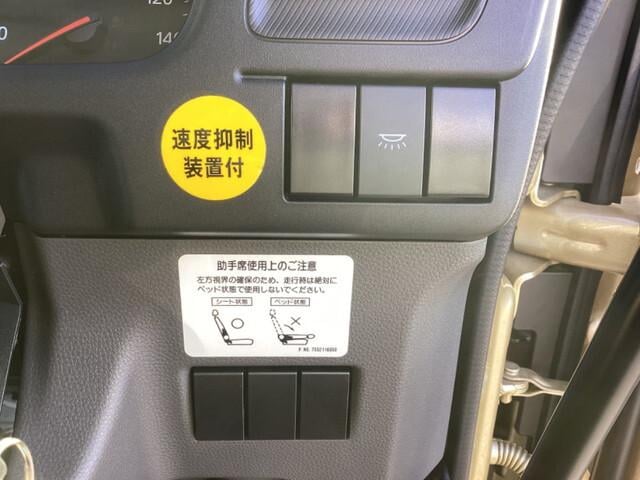 120
140
速度抑制
装置付
助手席使用上のご注意
左方視界の確保のため、走行時は絶対に
ベッド状態で使用しないでください。
シート状態
ベッド状態